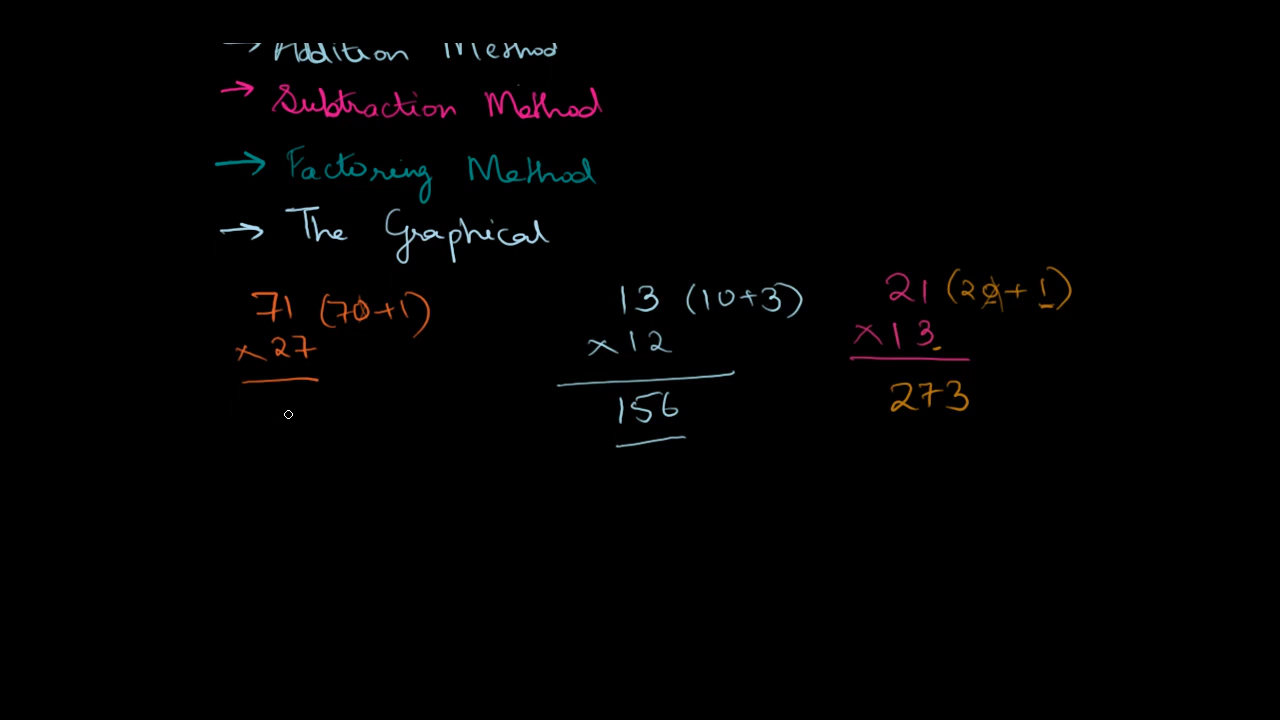 → Addition Method
→ Subtraction Method
→ Factoring Method
→ The Graphical
71 (70+1)
×27
13 (10+3)
×12
156
21 (20+1)
×13
273